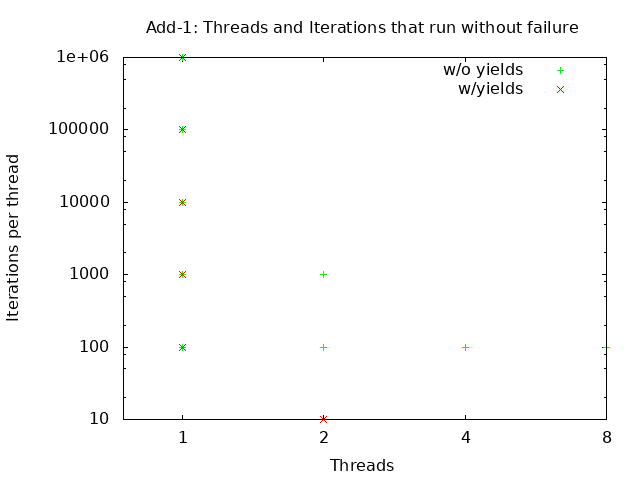 Add-1: Threads and Iterations that run without failure
1e+06
w/o yields
w/yields
100000
10000
1000
100
10
Iterations per thread
1 2 4 8
Threads